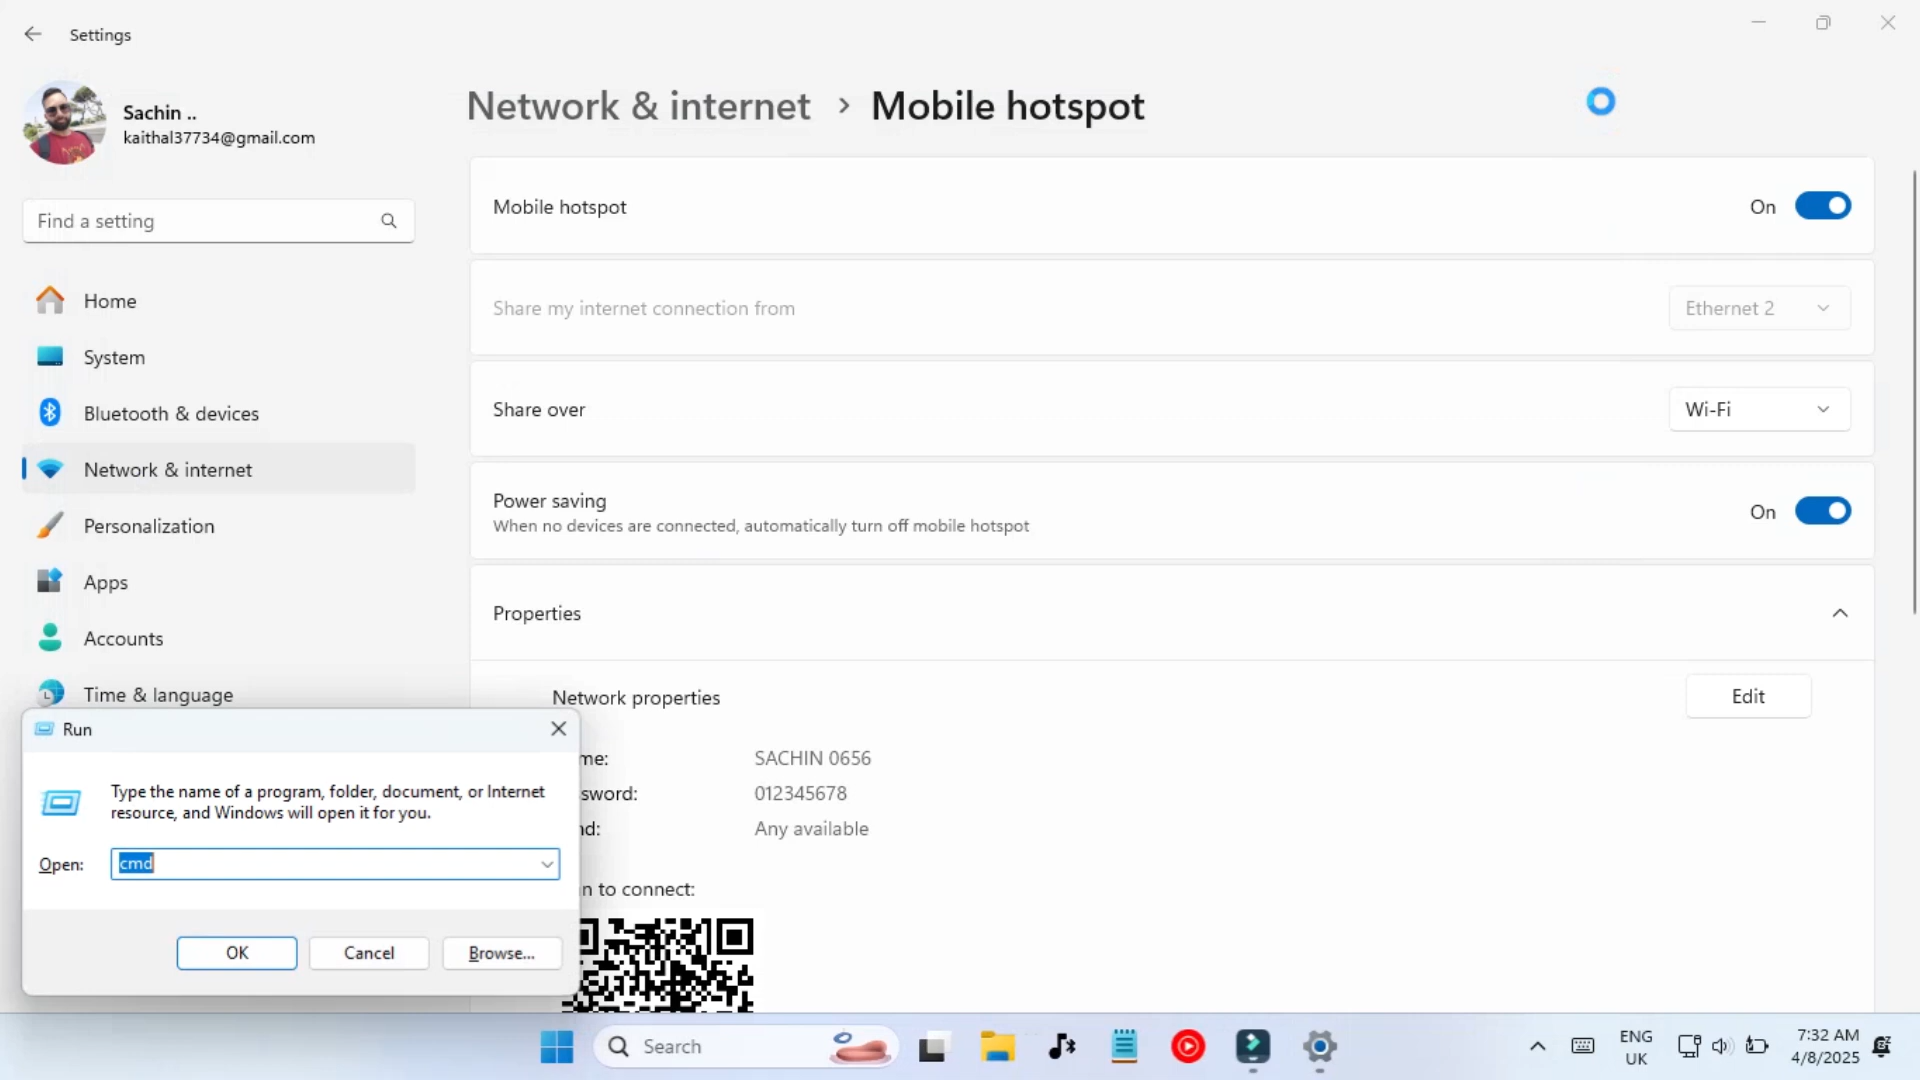 Settings
Sachin ..
kaithal37734@gmail.com
Find a setting
Home
System
Bluetooth & devices
Network & internet
Personalization
Apps
Accounts
Time & language
Network & internet > Mobile hotspot
Mobile hotspot
On
Share my internet connection from
Ethernet 2
Share over
Wi-Fi
Power saving
When no devices are connected, automatically turn off mobile hotspot
On
Properties
Network properties
Edit
me: SACHIN 0656
sword: 012345678
nd: Any available
n to connect:
Run
Type the name of a program, folder, document, or Internet
resource, and Windows will open it for you.
Open: cmd
OK Cancel Browse...
Search
ENG
UK
7:32 AM
4/8/2025